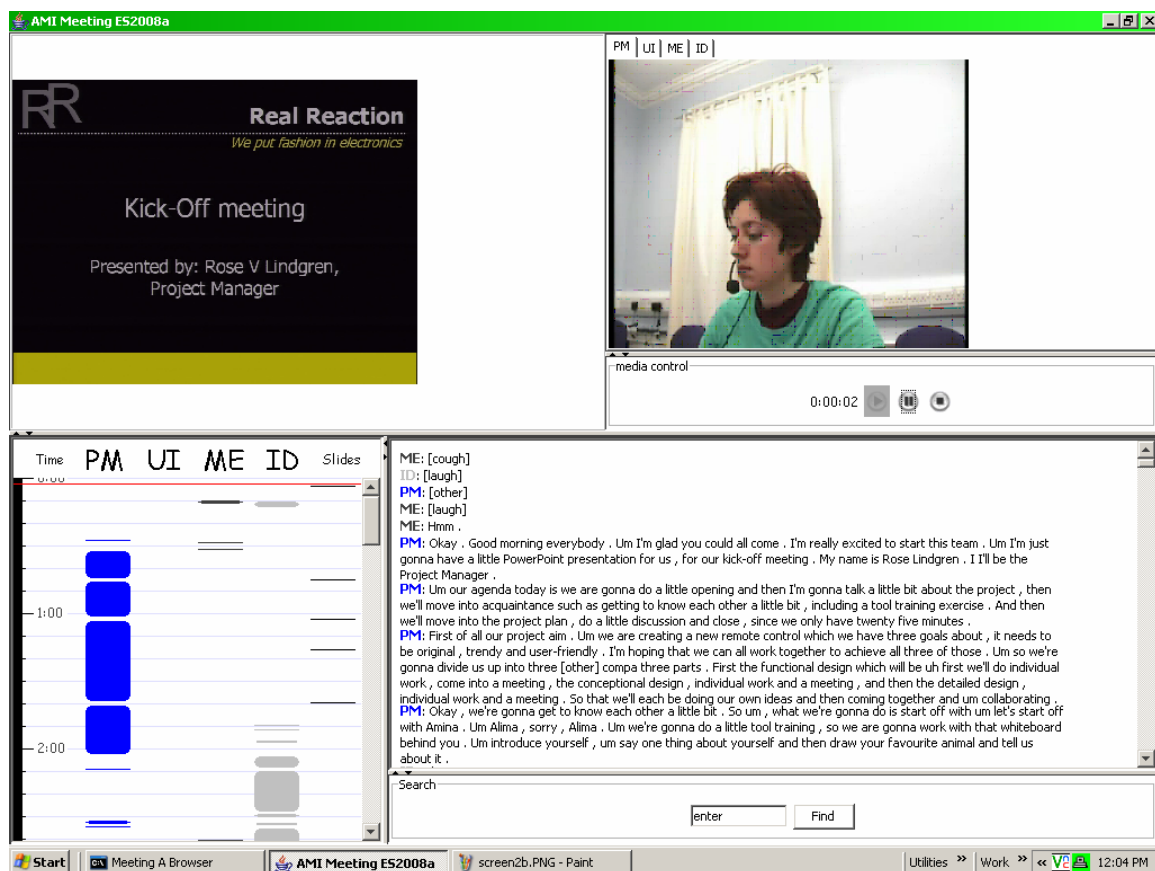 AMI Meeting ES2008a
PM UI ME ID
RR
Real Reaction
We put fashion in electronics
Kick-Off meeting
Presented by: Rose V Lindgren,
Project Manager
media control
0:00:02
Time PM UI ME ID Slides
0:00
1:00
2:00
ME: [cough]
ID: [laugh]
PM: [other]
ME: [laugh]
ME: Hmm .
PM: Okay . Good morning everybody . Um I'm glad you could all come . I'm really excited to start this team . Um I'm just
gonna have a little PowerPoint presentation for us , for our kick-off meeting . My name is Rose Lindgren . I I'll be the
Project Manager .
PM: Um our agenda today is we are gonna do a little opening and then I'm gonna talk a little bit about the project , then
we'll move into acquaintance such as getting to know each other a little bit , including a tool training exercise . And then
we'll move into the project plan , do a little discussion and close , since we only have twenty five minutes .
PM: First of all our project aim . Um we are creating a new remote control which we have three goals about , it needs to
be original , trendy and user-friendly . I'm hoping that we can all work together to achieve all three of those . Um so we're
gonna divide us up into three [other] compa three parts . First the functional design which will be uh first we'll do individual
work , come into a meeting , the conceptional design , individual work and a meeting , and then the detailed design ,
individual work and a meeting . So that we'll each be doing our own ideas and then coming together and um collaborating .
PM: Okay , we're gonna get to know each other a little bit . So um , what we're gonna do is start off with um let's start off
with Amina . Um Alima , sorry , Alima . Um we're gonna do a little tool training , so we are gonna work with that whiteboard
behind you . Um introduce yourself , um say one thing about yourself and then draw your favourite animal and tell us
about it .
Search
enter
Find
Start
Meeting A Browser
AMI Meeting ES2008a
screen2b.PNG - Paint
Utilities »
Work »
«
12:04 PM